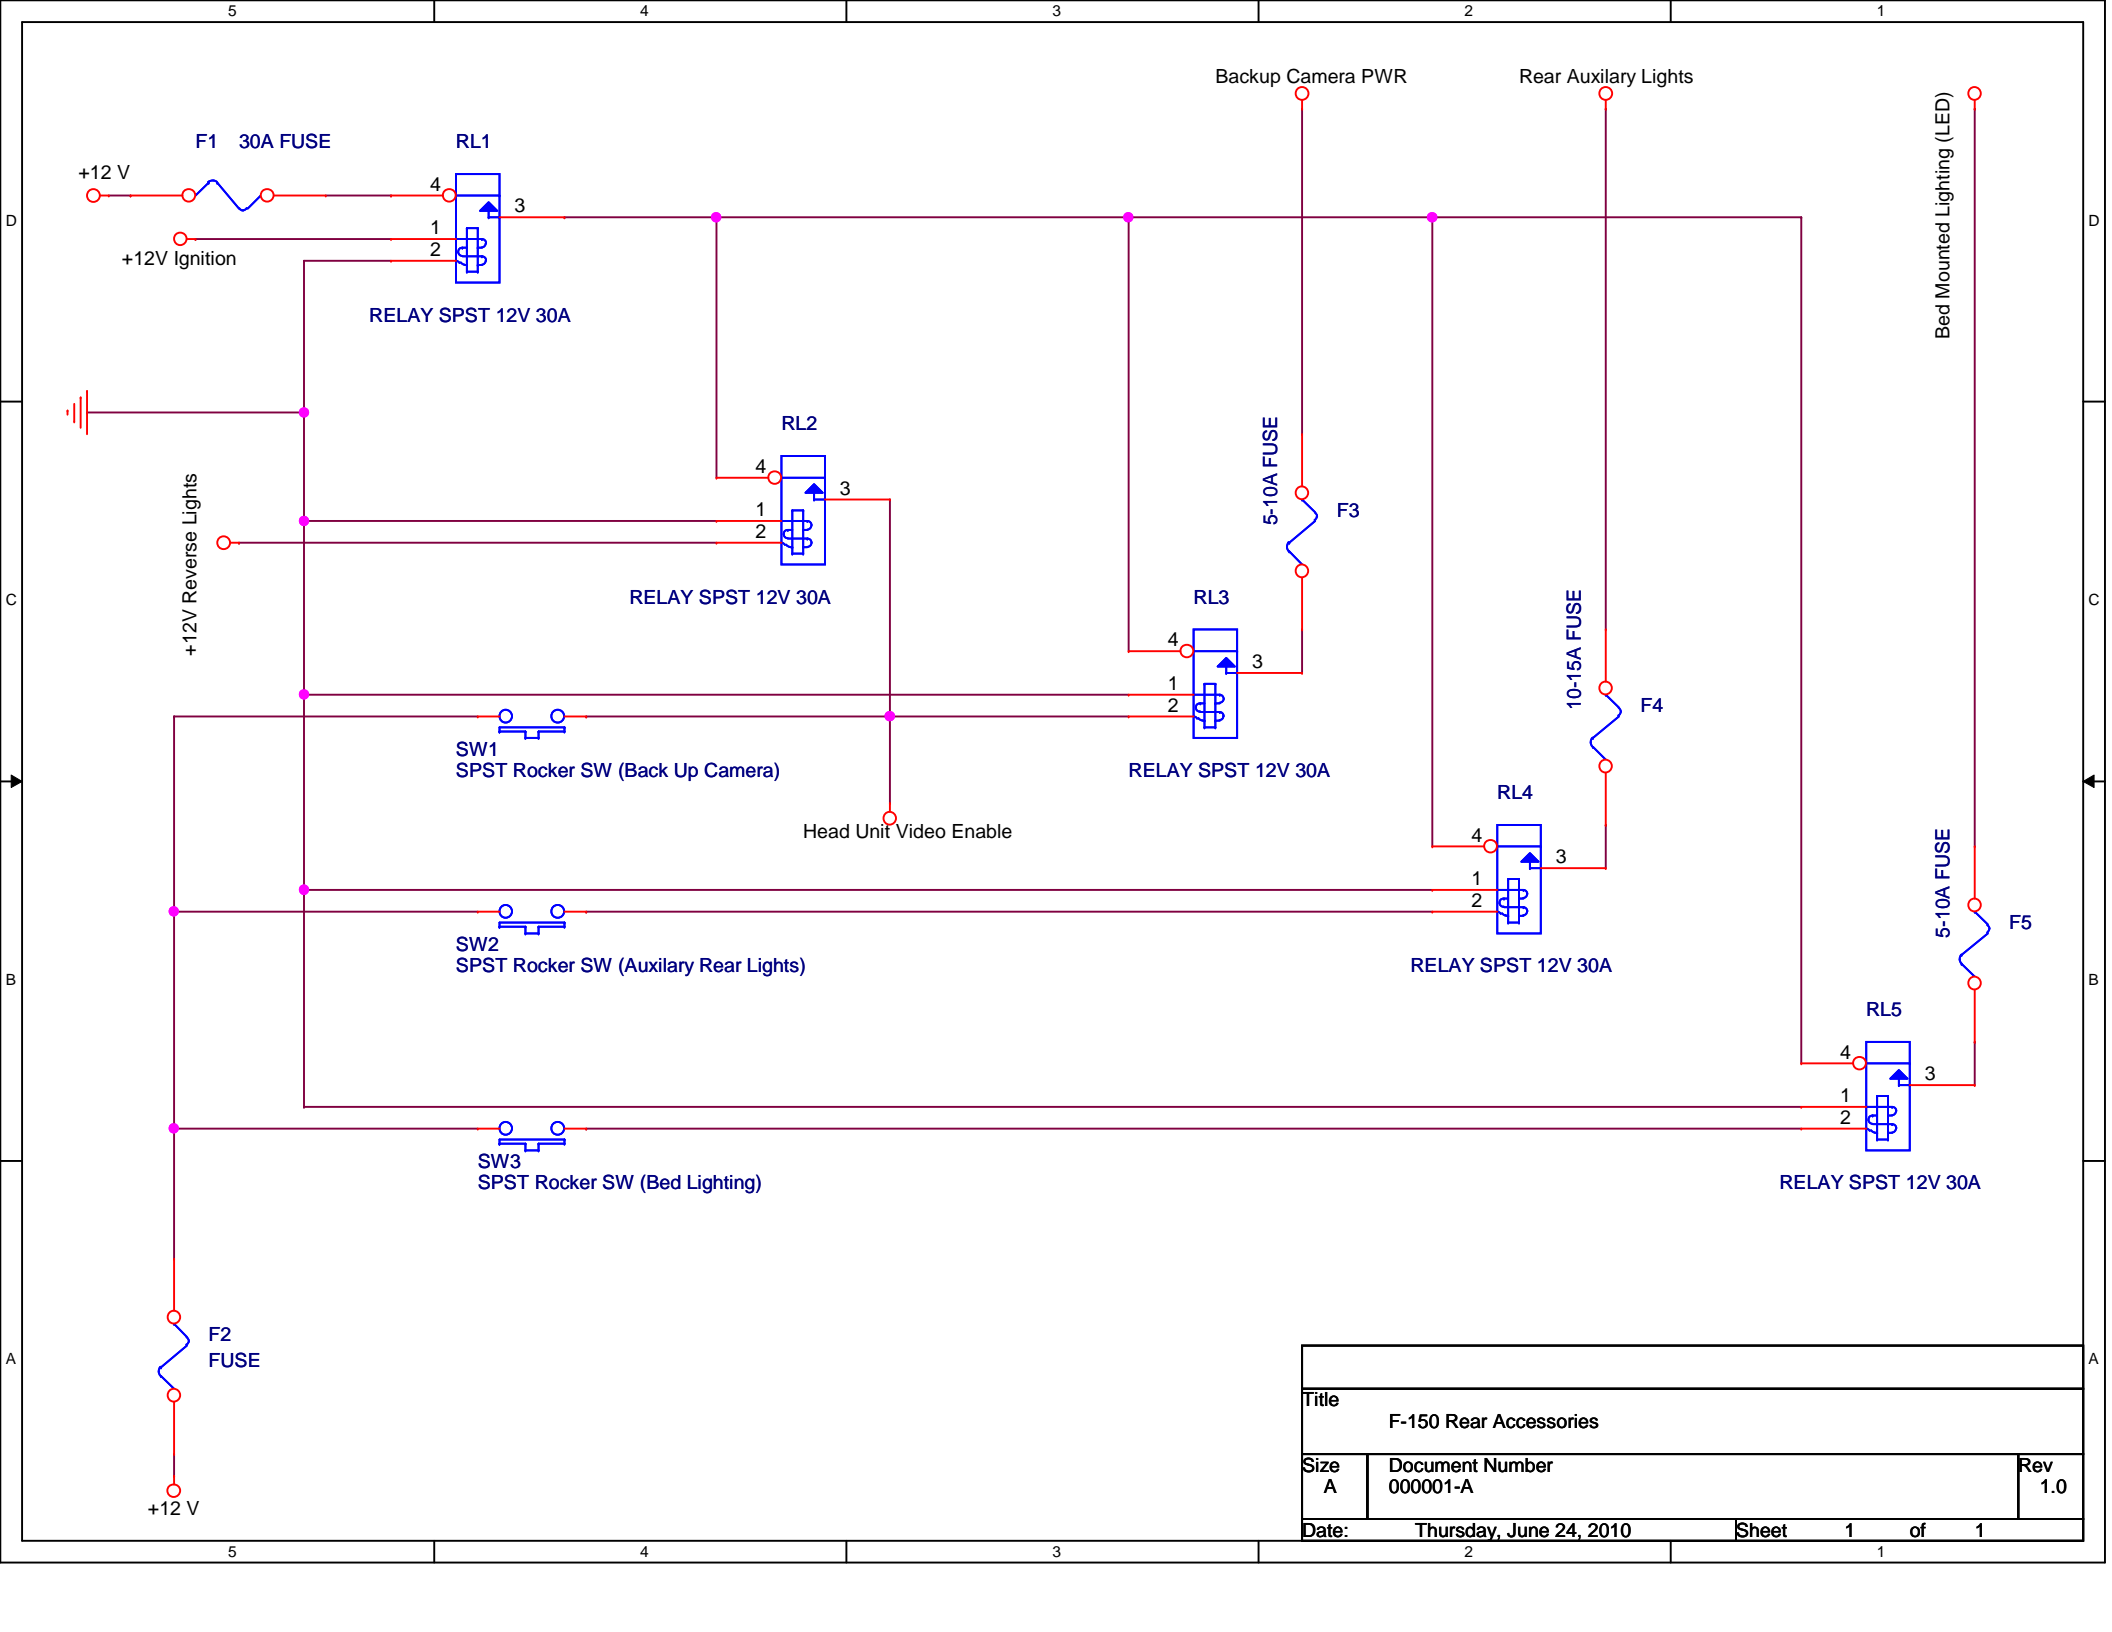 5 4 3 2 1
Backup Camera PWR
Rear Auxilary Lights
Bed Mounted Lighting (LED)
F1 30A FUSE
RL1
+12 V
4
3
1
2
+12V Ignition
RELAY SPST 12V 30A
D
D
RL2
4
3
1
2
RELAY SPST 12V 30A
+12V Reverse Lights
5-10A FUSE
F3
C
C
RL3
4
3
1
2
RELAY SPST 12V 30A
10-15A FUSE
F4
SW1
SPST Rocker SW (Back Up Camera)
Head Unit Video Enable
RL4
4
3
1
2
RELAY SPST 12V 30A
5-10A FUSE
F5
SW2
SPST Rocker SW (Auxilary Rear Lights)
B
B
RL5
4
3
1
2
RELAY SPST 12V 30A
SW3
SPST Rocker SW (Bed Lighting)
F2
FUSE
+12 V
A
A
Title
F-150 Rear Accessories
Size
A
Document Number
000001-A
Rev
1.0
Date: Thursday, June 24, 2010 Sheet 1 of 1
5 4 3 2 1